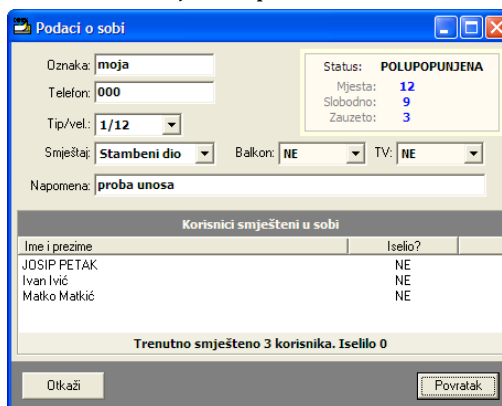 Podaci o sobi
Oznaka: moja
Telefon: 000
Tip/vel.: 1/12
Status: POLUPOPUNJENA
Mjesta: 12
Slobodno: 9
Zauzeto: 3
Smještaj: Stambeni dio Balkon: NE TV: NE
Napomena: proba unosa
Korisnici smješteni u sobi
Ime i prezime Iselio?
JOSIP PETAK NE
Ivan Ivić NE
Matko Matkić NE
Trenutno smješteno 3 korisnika. Iselilo 0
Otkaži Povratak